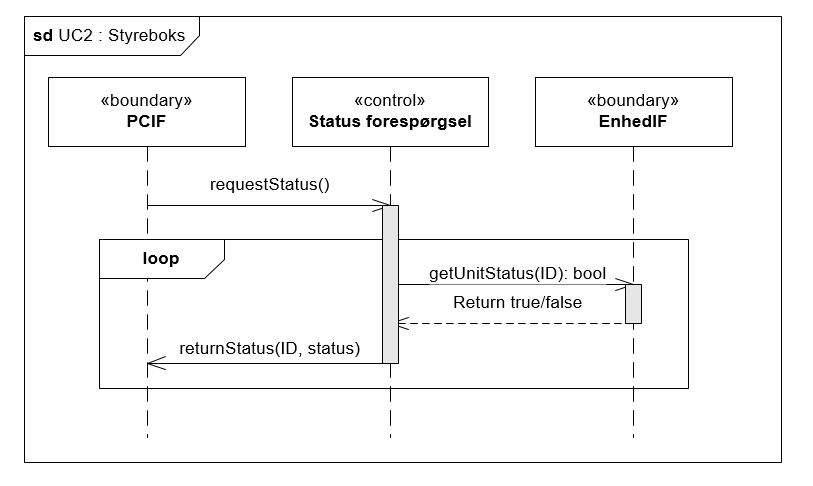 sd UC2 : Styreboks
«boundary»
PCIF
«control»
Status forespørgsel
«boundary»
EnhedIF
requestStatus()
loop
getUnitStatus(ID): bool
Return true/false
returnStatus(ID, status)